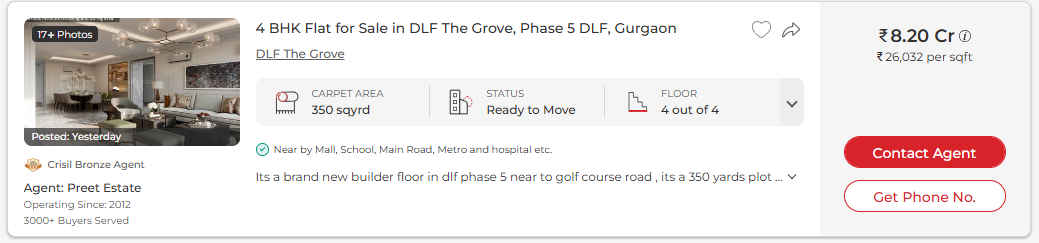 17+ Photos
Posted: Yesterday
Crisil Bronze Agent
Agent: Preet Estate
Operating Since: 2012
3000+ Buyers Served
4 BHK Flat for Sale in DLF The Grove, Phase 5 DLF, Gurgaon
DLF The Grove
CARPET AREA
350 sqyrd
STATUS
Ready to Move
FLOOR
4 out of 4
Near by Mall, School, Main Road, Metro and hospital etc.
Its a brand new builder floor in dlf phase 5 near to golf course road , its a 350 yards plot ...
₹8.20 Cr
₹26,032 per sqft
Contact Agent
Get Phone No.